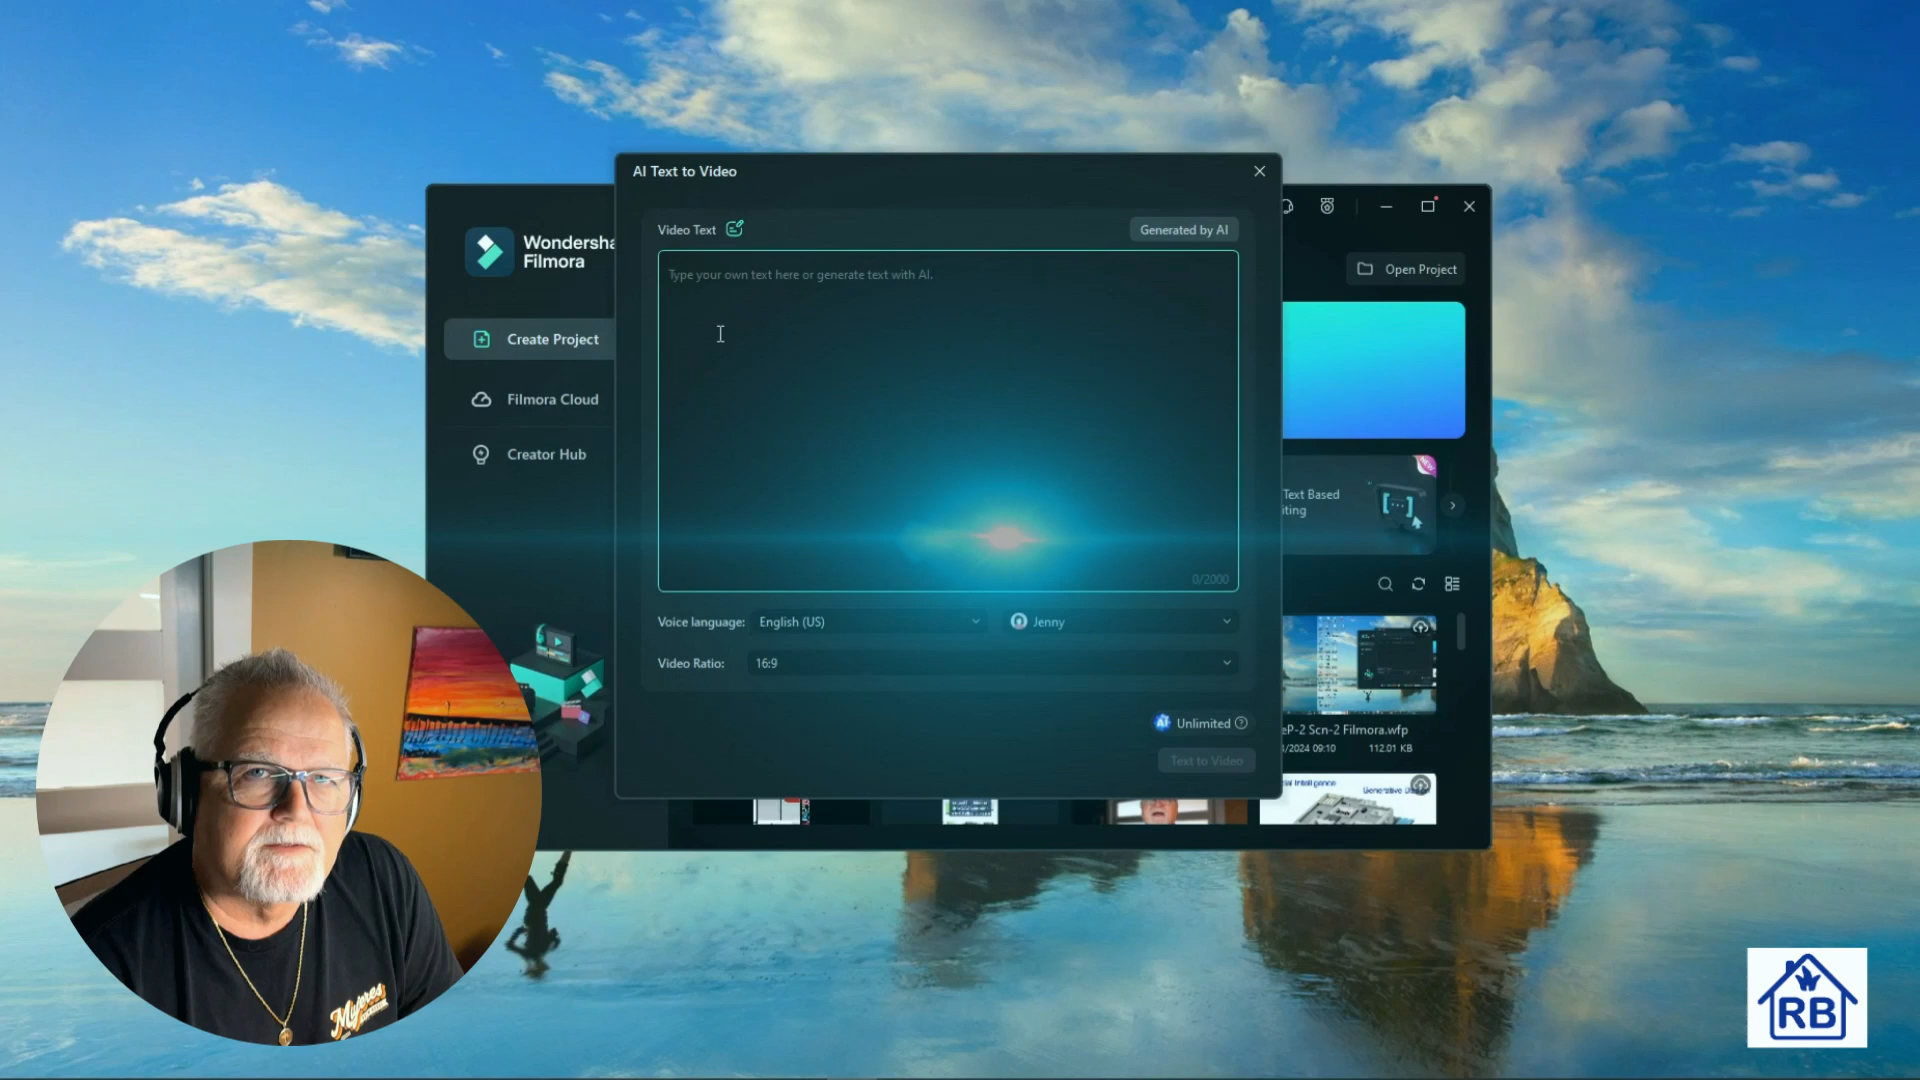 AI Text to Video
Video Text
Generated by AI
Type your own text here or generate text with AI.
0/2000
Voice language:
English (US)
Jenny
Video Ratio:
16:9
AI Unlimited
Text to Video
Wondersha
Filmora
Create Project
Filmora Cloud
Creator Hub
Open Project
NEW
Text Based
iting
eP-2 Scn-2 Filmora.wfp
/2024 09:10
112.01 KB
Mujeres
RB